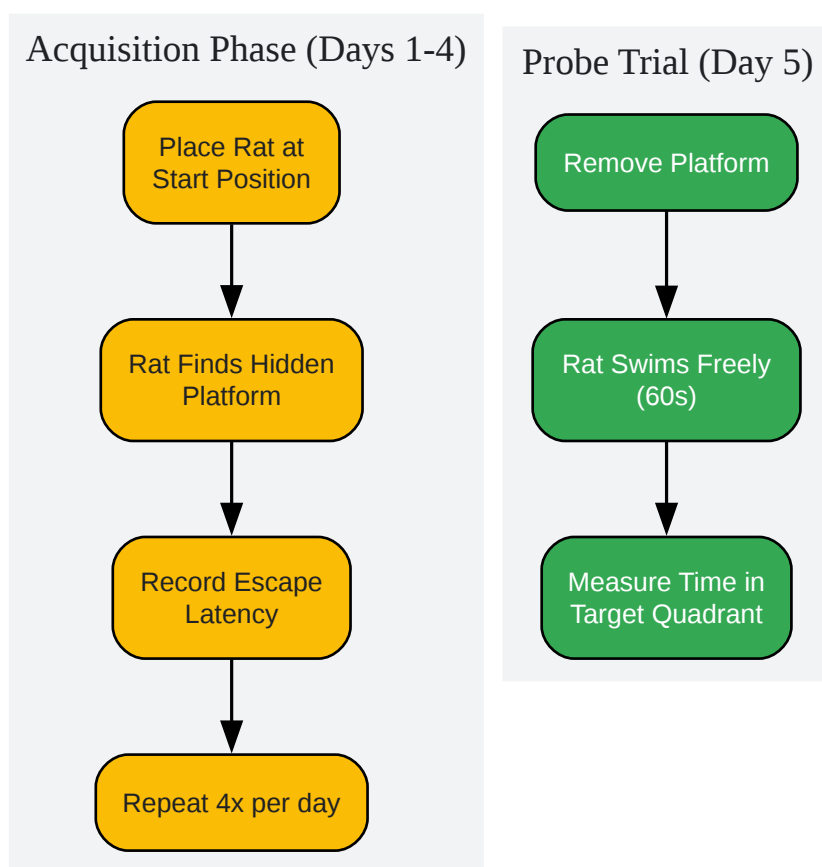 Acquisition Phase (Days 1-4)
Place Rat at
Start Position
Rat Finds Hidden
Platform
Record Escape
Latency
Repeat 4x per day
Probe Trial (Day 5)
Remove Platform
Rat Swims Freely
(60s)
Measure Time in
Target Quadrant